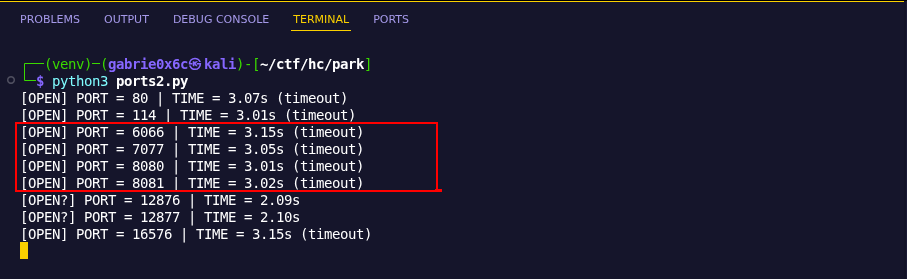 PROBLEMS OUTPUT DEBUG CONSOLE TERMINAL PORTS
┌──(venv)─(gabrie0x6c㉿kali)-[~/ctf/hc/park]
└─$ python3 ports2.py
[OPEN] PORT = 80 | TIME = 3.07s (timeout)
[OPEN] PORT = 114 | TIME = 3.01s (timeout)
[OPEN] PORT = 6066 | TIME = 3.15s (timeout)
[OPEN] PORT = 7077 | TIME = 3.05s (timeout)
[OPEN] PORT = 8080 | TIME = 3.01s (timeout)
[OPEN] PORT = 8081 | TIME = 3.02s (timeout)
[OPEN?] PORT = 12876 | TIME = 2.09s
[OPEN?] PORT = 12877 | TIME = 2.10s
[OPEN] PORT = 16576 | TIME = 3.15s (timeout)